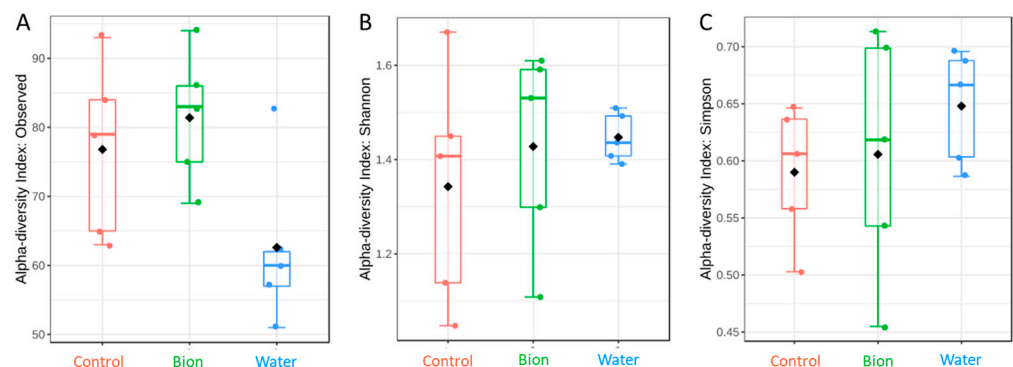 A
Alpha-diversity Index: Observed
90
80
70
60
50
Control Bion Water
B
Alpha-diversity Index: Shannon
1.6
1.4
1.2
Control Bion Water
C
Alpha-diversity Index: Simpson
0.70
0.65
0.60
0.55
0.50
0.45
Control Bion Water